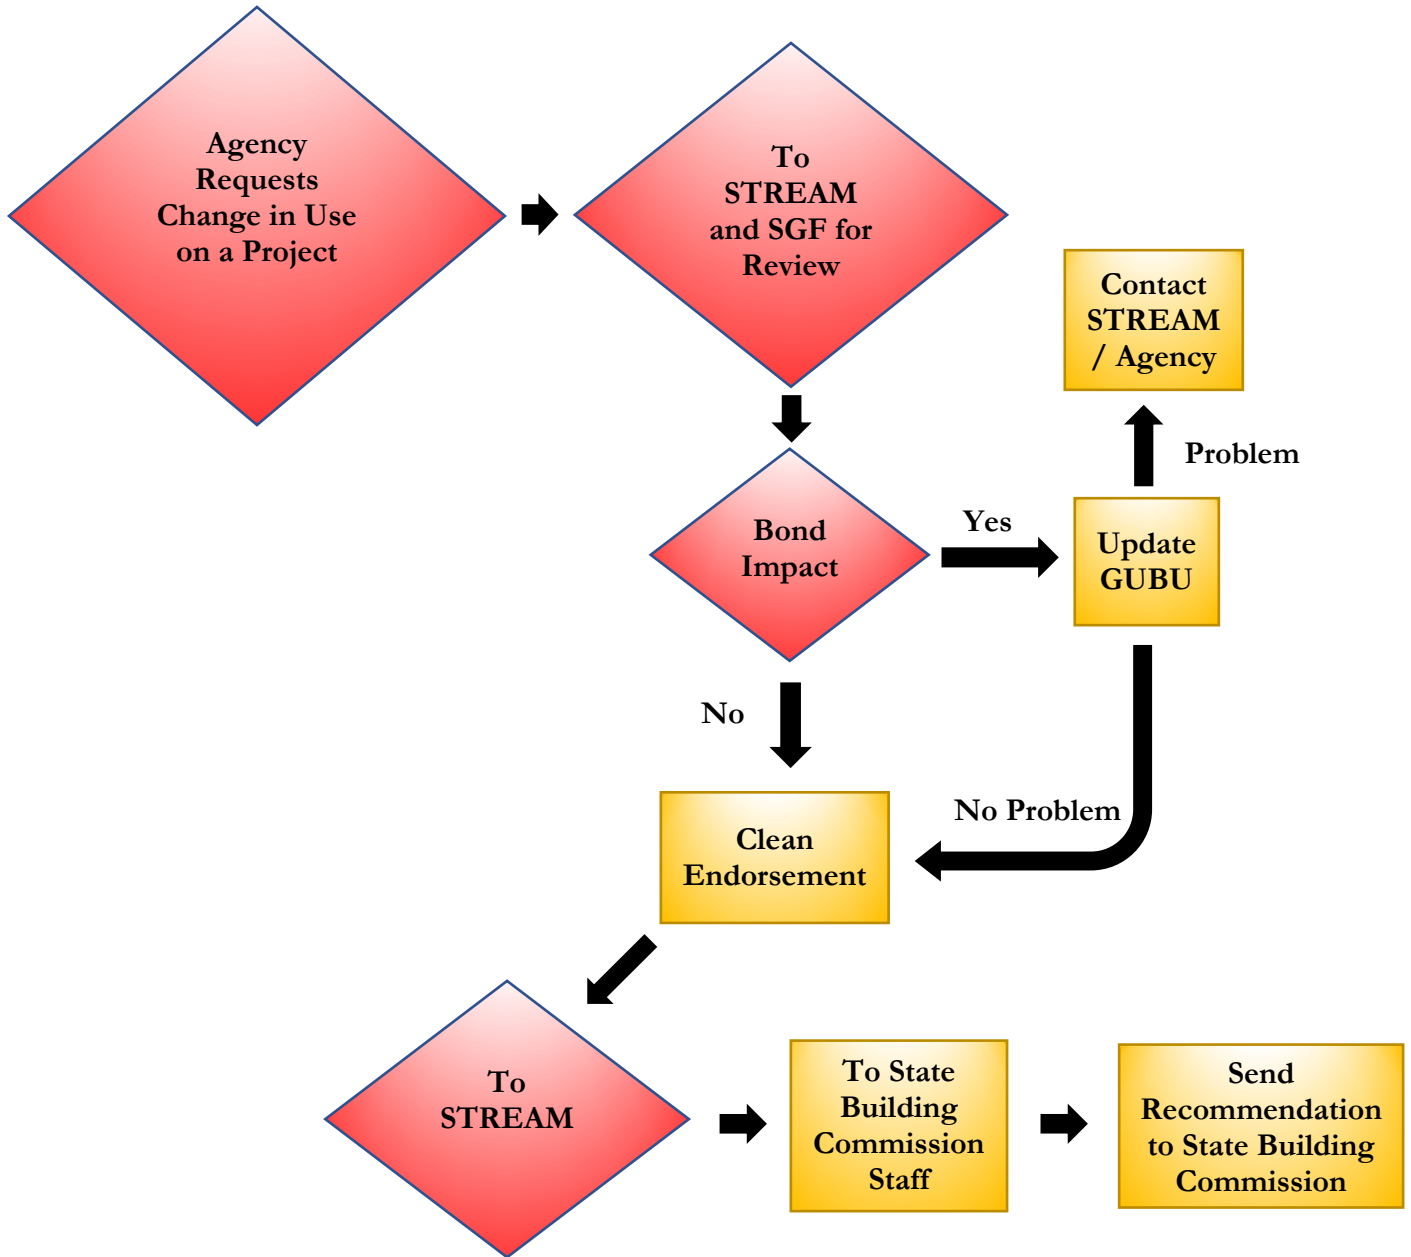 Agency
Requests
Change in Use
on a Project
To
STREAM
and SGF for
Review
Contact
STREAM
/ Agency
Problem
Bond
Impact
Yes
Update
GUBU
No
No Problem
Clean
Endorsement
To
STREAM
To State
Building
Commission
Staff
Send
Recommendation
to State Building
Commission